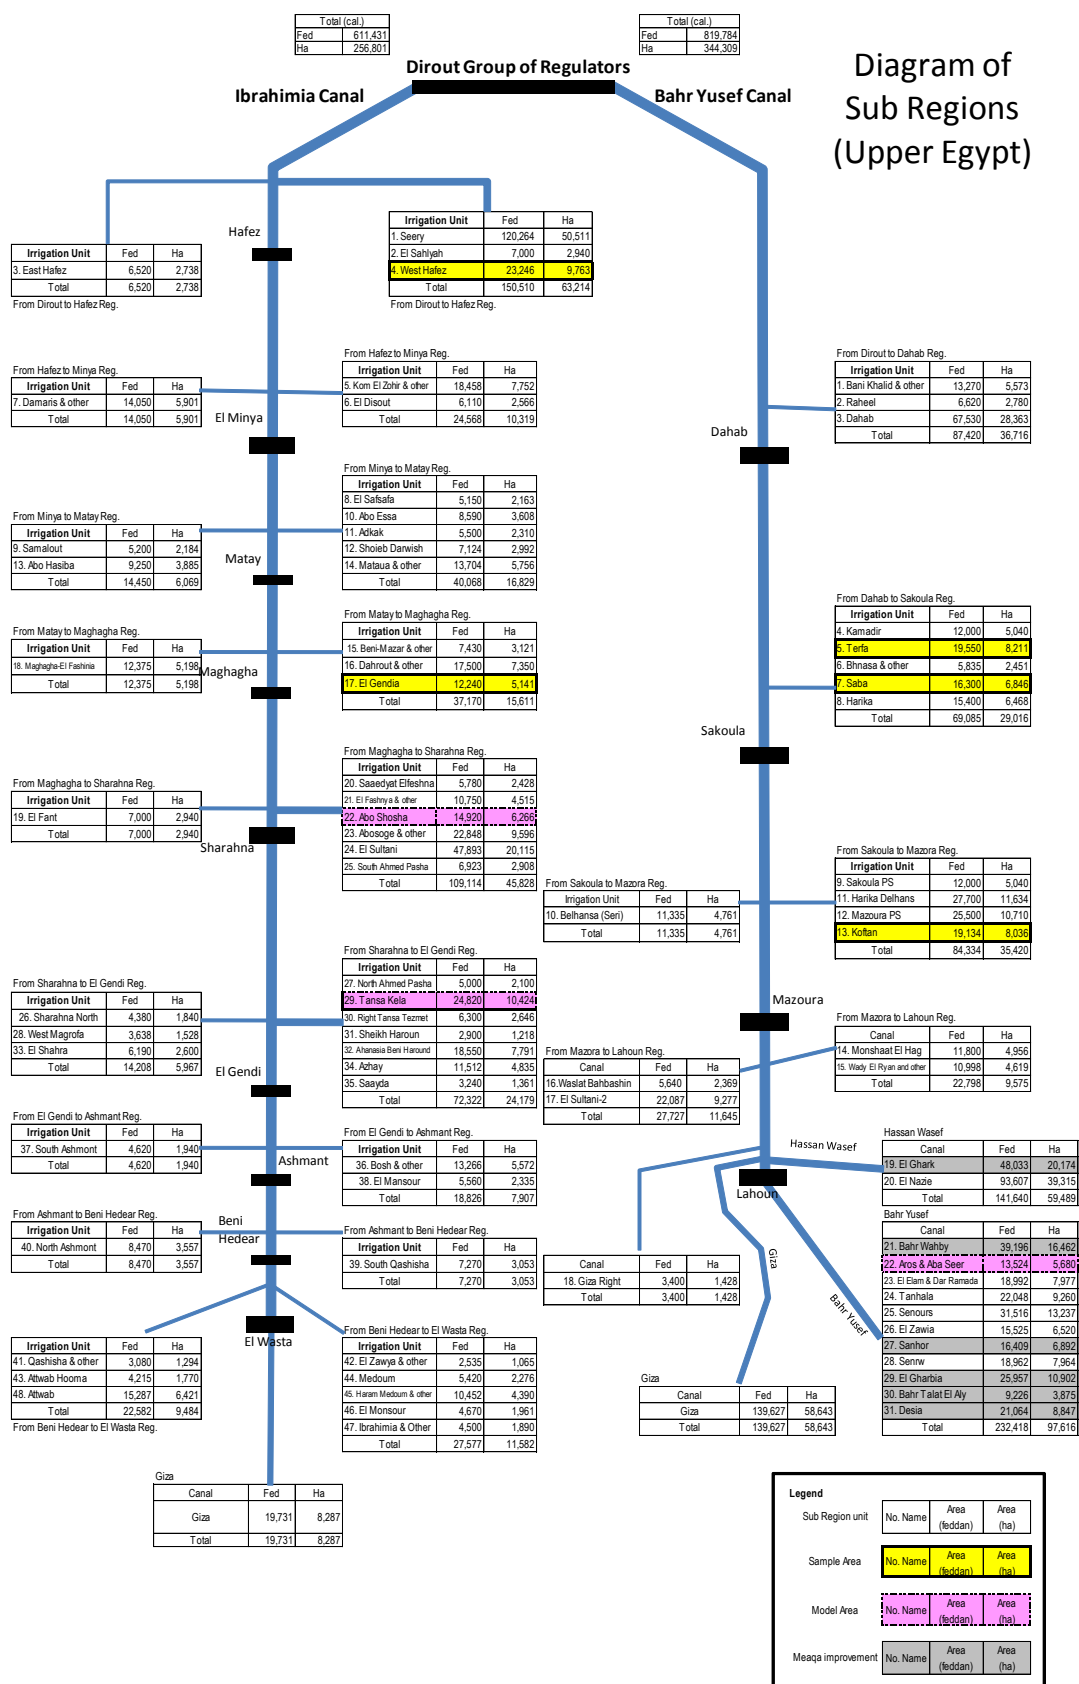 Total (cal.)
Fed 611,431
Ha 256,801
Total (cal.)
Fed 819,784
Ha 344,309
Diagram of
Sub Regions
(Upper Egypt)
Dirout Group of Regulators
Ibrahimia Canal
Bahr Yusef Canal
Hafez
Irrigation Unit Fed Ha
3. East Hafez 6,520 2,738
Total 6,520 2,738
From Dirout to Hafez Reg.
Irrigation Unit Fed Ha
1. Seery 120,264 50,511
2. El Sahlyah 7,000 2,940
4. West Hafez 23,246 9,763
Total 150,510 63,214
From Dirout to Hafez Reg.
From Hafez to Minya Reg.
Irrigation Unit Fed Ha
7. Damaris & other 14,050 5,901
Total 14,050 5,901
El Minya
From Hafez to Minya Reg.
Irrigation Unit Fed Ha
5. Kom El Zohir & other 18,458 7,752
6. El Disout 6,110 2,566
Total 24,568 10,319
From Dirout to Dahab Reg.
Irrigation Unit Fed Ha
1. Bani Khalid & other 13,270 5,573
2. Raheel 6,620 2,780
3. Dahab 67,530 28,363
Total 87,420 36,716
Dahab
From Minya to Matay Reg.
Irrigation Unit Fed Ha
9. Samalout 5,200 2,184
13. Abo Hasiba 9,250 3,885
Total 14,450 6,069
Matay
From Minya to Matay Reg.
Irrigation Unit Fed Ha
8. El Safsafa 5,150 2,163
10. Abo Essa 8,590 3,608
11. Adkak 5,500 2,310
12. Shoieb Darwish 7,124 2,992
14. Mataua & other 13,704 5,756
Total 40,068 16,829
From Matay to Maghagha Reg.
Irrigation Unit Fed Ha
18. Maghagha-El Fashinia 12,375 5,198
Total 12,375 5,198
Maghagha
From Matay to Maghagha Reg.
Irrigation Unit Fed Ha
15. Beni-Mazar & other 7,430 3,121
16. Dahrout & other 17,500 7,350
17. El Gendia 12,240 5,141
Total 37,170 15,611
From Dahab to Sakoula Reg.
Irrigation Unit Fed Ha
4. Kamadir 12,000 5,040
5. Terfa 19,550 8,211
6. Bhnasa & other 5,835 2,451
7. Saba 16,300 6,846
8. Harika 15,400 6,468
Total 69,085 29,016
Sakoula
From Maghagha to Sharahna Reg.
Irrigation Unit Fed Ha
19. El Fant 7,000 2,940
Total 7,000 2,940
Sharahna
From Maghagha to Sharahna Reg.
Irrigation Unit Fed Ha
20. Saaedyat Elfeshna 5,780 2,428
21. El Fashnya & other 10,750 4,515
22. Abo Shosha 14,920 6,266
23. Abosoge & other 22,848 9,596
24. El Sultani 47,893 20,115
25. South Ahmed Pasha 6,923 2,908
Total 109,114 45,828
From Sakoula to Mazora Reg.
Irrigation Unit Fed Ha
10. Belhansa (Seri) 11,335 4,761
Total 11,335 4,761
From Sakoula to Mazora Reg.
Irrigation Unit Fed Ha
9. Sakoula PS 12,000 5,040
11. Harika Delhans 27,700 11,634
12. Mazoura PS 25,500 10,710
13. Koftan 19,134 8,036
Total 84,334 35,420
Mazoura
From Sharahna to El Gendi Reg.
Irrigation Unit Fed Ha
26. Sharahna North 4,380 1,840
28. West Magrofa 3,638 1,528
33. El Shahra 6,190 2,600
Total 14,208 5,967
El Gendi
From Sharahna to El Gendi Reg.
Irrigation Unit Fed Ha
27. North Ahmed Pasha 5,000 2,100
29. Tansa Kela 24,820 10,424
30. Right Tansa Tezmet 6,300 2,646
31. Sheikh Haroun 2,900 1,218
32. Ahanasia Beni Haround 18,550 7,791
34. Azhay 11,512 4,835
35. Saayda 3,240 1,361
Total 72,322 24,179
From Mazora to Lahoun Reg.
Canal Fed Ha
16.Waslat Bahbashin 5,640 2,369
17. El Sultani-2 22,087 9,277
Total 27,727 11,645
From Mazora to Lahoun Reg.
Canal Fed Ha
14. Monshaat El Hag 11,800 4,956
15. Wady El Ryan and other 10,998 4,619
Total 22,798 9,575
From El Gendi to Ashmant Reg.
Irrigation Unit Fed Ha
37. South Ashmont 4,620 1,940
Total 4,620 1,940
Ashmant
From El Gendi to Ashmant Reg.
Irrigation Unit Fed Ha
36. Bosh & other 13,266 5,572
38. El Mansour 5,560 2,335
Total 18,826 7,907
Hassan Wasef
Lahoun
Hassan Wasef
Canal Fed Ha
19. El Ghark 48,033 20,174
20. El Nazie 93,607 39,315
Total 141,640 59,489
From Ashmant to Beni Hedear Reg.
Irrigation Unit Fed Ha
40. North Ashmont 8,470 3,557
Total 8,470 3,557
Beni
Hedear
From Ashmant to Beni Hedear Reg.
Irrigation Unit Fed Ha
39. South Qashisha 7,270 3,053
Total 7,270 3,053
Canal Fed Ha
18. Giza Right 3,400 1,428
Total 3,400 1,428
Giza
Bahr Yusef
Bahr Yusef
Canal Fed Ha
21. Bahr Wahby 39,196 16,462
22. Aros & Aba Seer 13,524 5,680
23. El Elam & Dar Ramada 18,992 7,977
24. Tanhala 22,048 9,260
25. Senours 31,516 13,237
26. El Zawia 15,525 6,520
27. Sanhor 16,409 6,892
28. Senrw 18,962 7,964
29. El Gharbia 25,957 10,902
30. Bahr Talat El Aly 9,226 3,875
31. Desia 21,064 8,847
Total 232,418 97,616
El Wasta
Irrigation Unit Fed Ha
41. Qashisha & other 3,080 1,294
43. Attwab Hooma 4,215 1,770
48. Attwab 15,287 6,421
Total 22,582 9,484
From Beni Hedear to El Wasta Reg.
From Beni Hedear to El Wasta Reg.
Irrigation Unit Fed Ha
42. El Zawya & other 2,535 1,065
44. Medoum 5,420 2,276
45. Haram Medoum & other 10,452 4,390
46. El Monsour 4,670 1,961
47. Ibrahimia & Other 4,500 1,890
Total 27,577 11,582
Giza
Canal Fed Ha
Giza 139,627 58,643
Total 139,627 58,643
Giza
Canal Fed Ha
Giza 19,731 8,287
Total 19,731 8,287
Legend
Sub Region unit No. Name Area (feddan) Area (ha)
Sample Area No. Name Area (feddan) Area (ha)
Model Area No. Name Area (feddan) Area (ha)
Meaqa improvement No. Name Area (feddan) Area (ha)